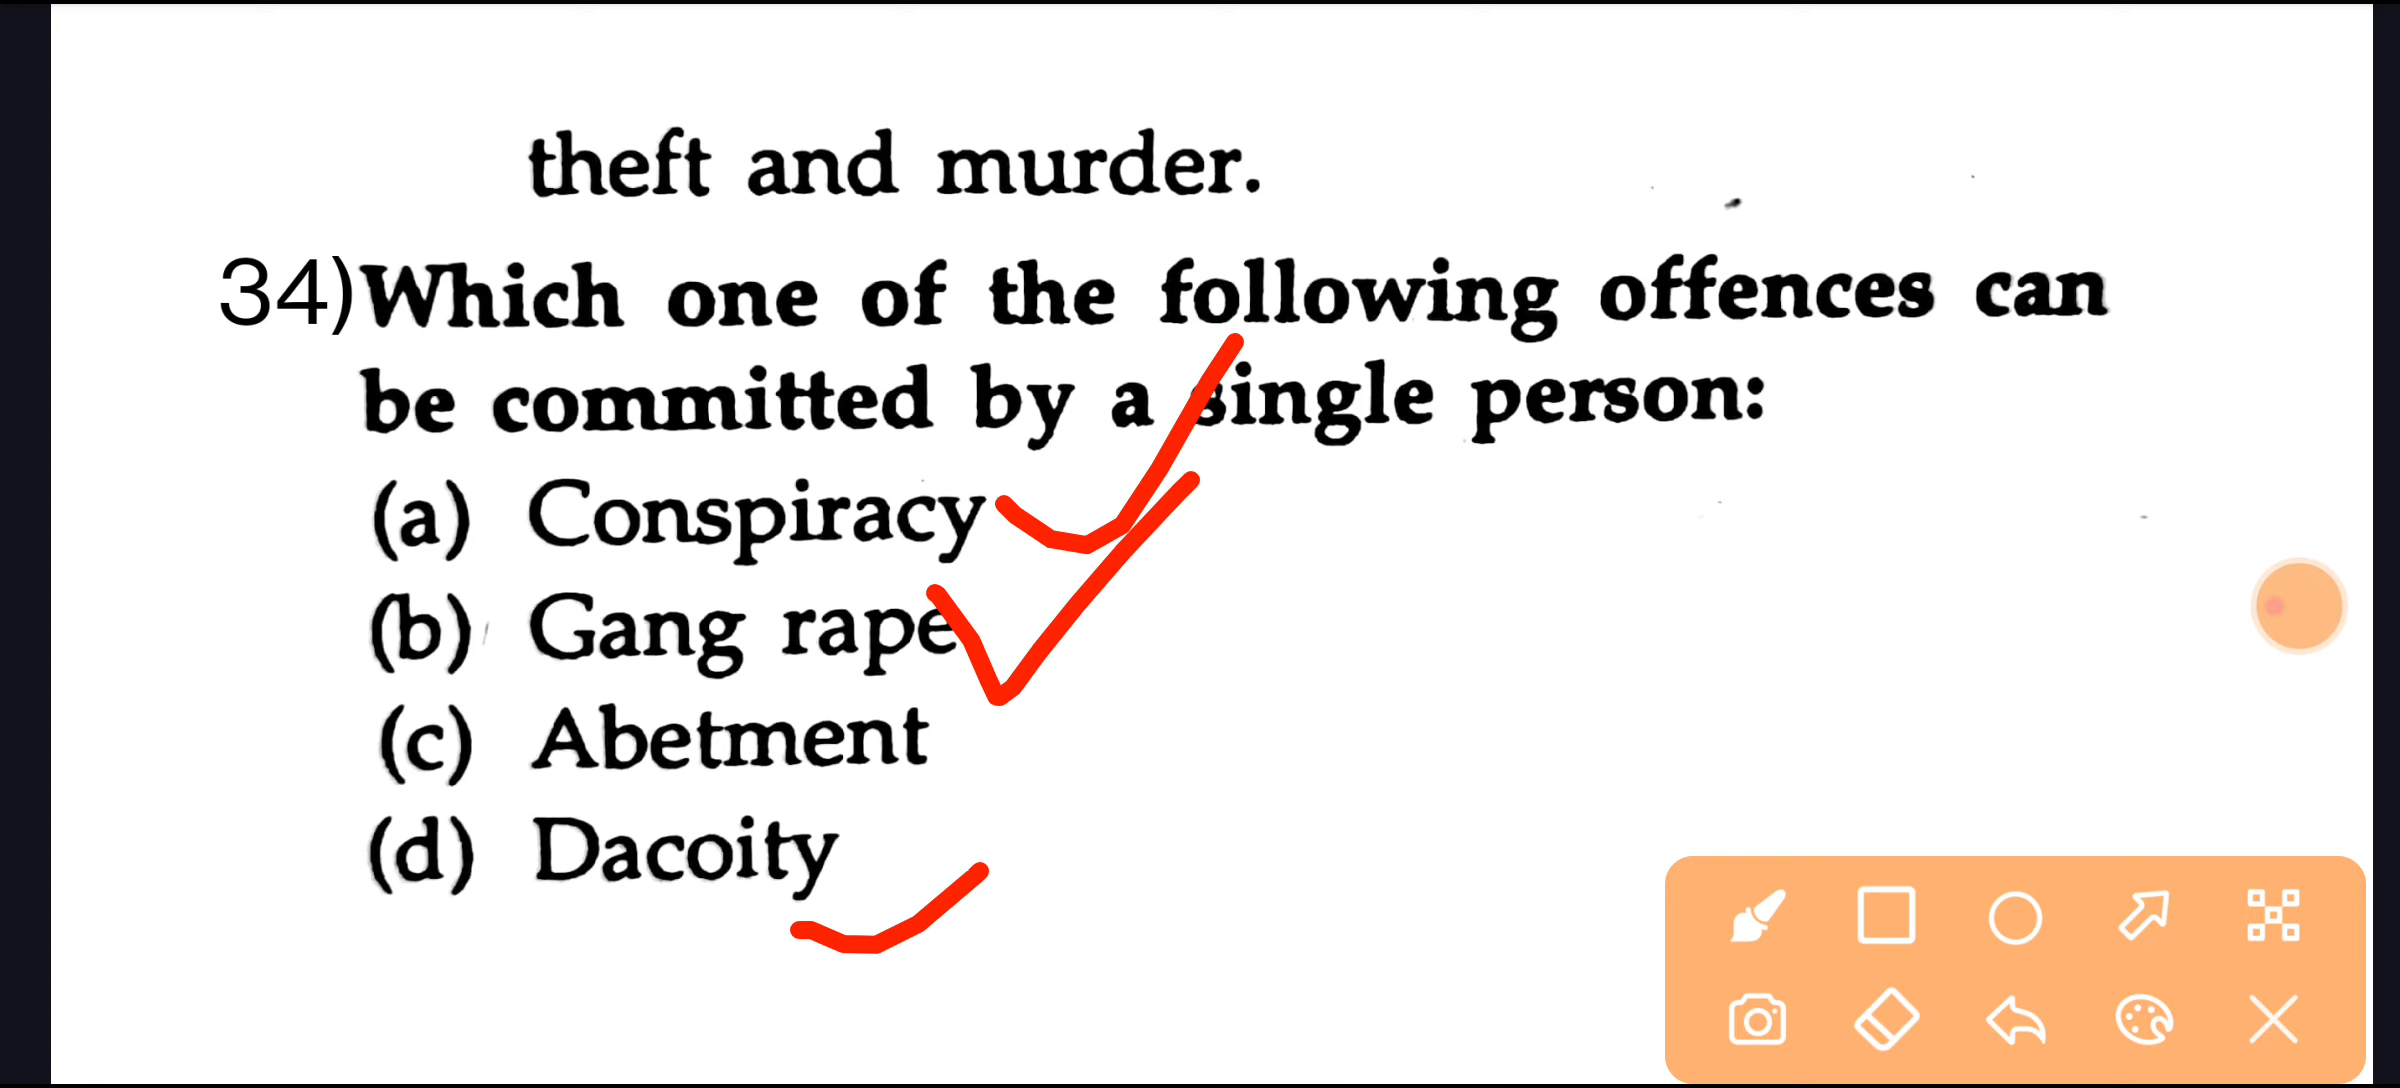 theft and murder.
34)Which one of the following offences can
be committed by a single person:
(a) Conspiracy
(b) Gang rape
(c) Abetment
(d) Dacoity